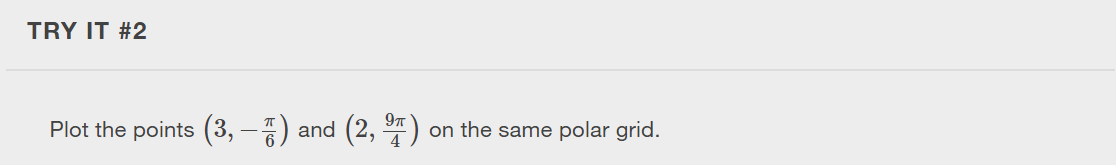 TRY IT #2
Plot the points (3, −π/6) and (2, 9π/4) on the same polar grid.